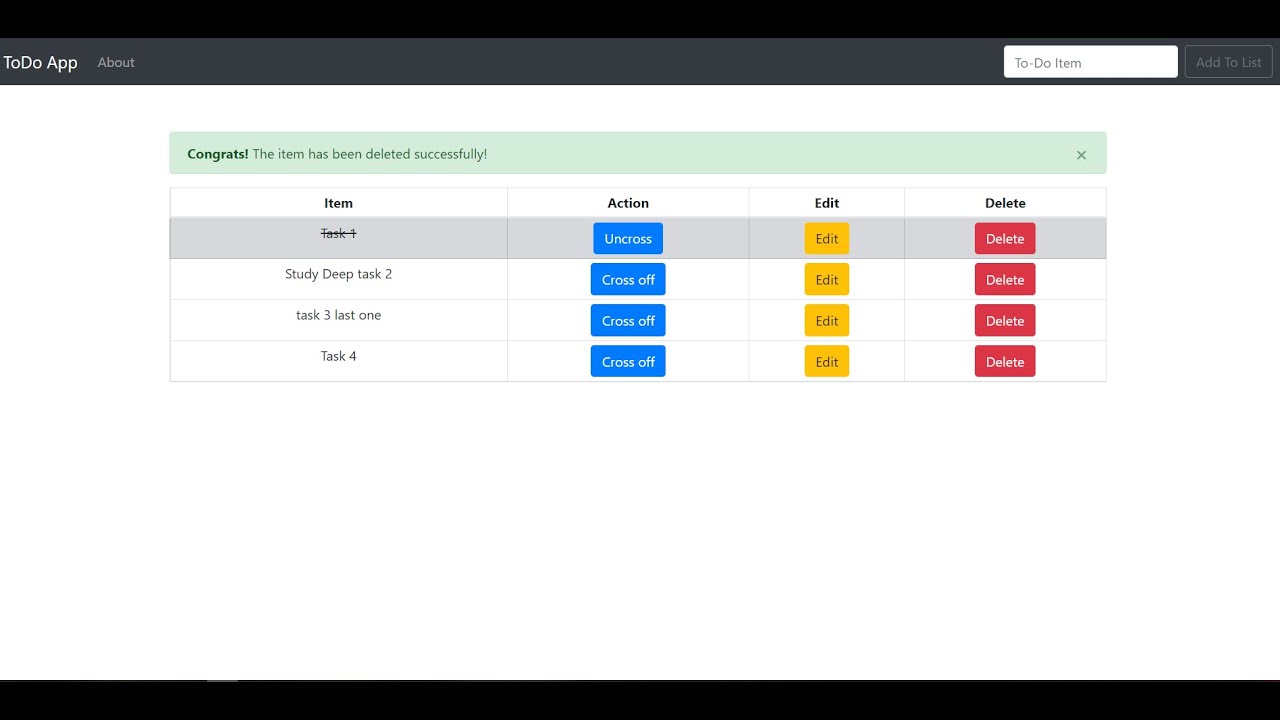 ToDo App About To-Do Item Add To List
Congrats! The item has been deleted successfully! ×
Item Action Edit Delete
Task 1 Uncross Edit Delete
Study Deep task 2 Cross off Edit Delete
task 3 last one Cross off Edit Delete
Task 4 Cross off Edit Delete